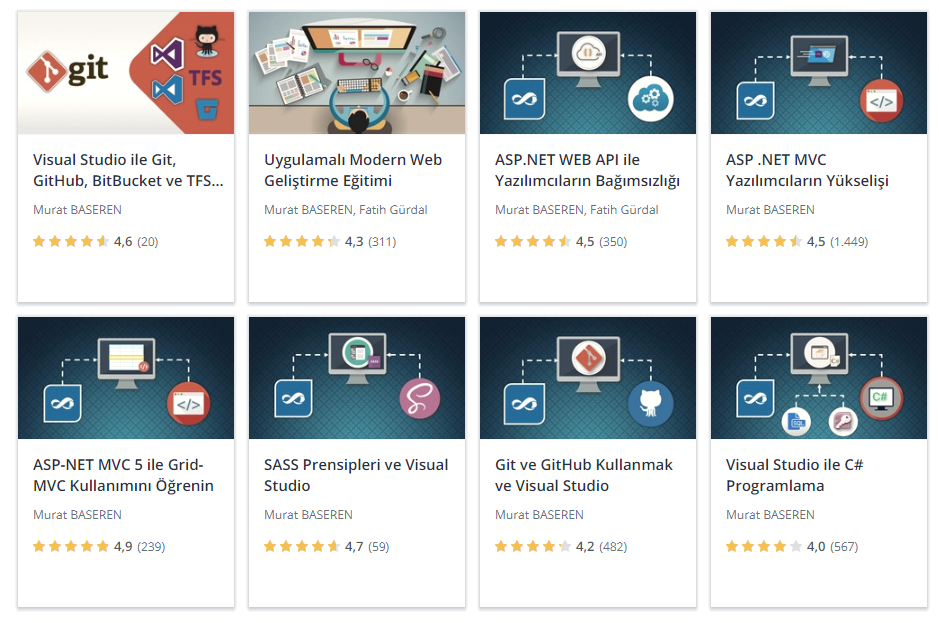 git
TFS
Visual Studio ile Git,
GitHub, BitBucket ve TFS...
Murat BASEREN
4,6 (20)
Uygulamalı Modern Web
Geliştirme Eğitimi
Murat BASEREN, Fatih Gürdal
4,3 (311)
ASP.NET WEB API ile
Yazılımcıların Bağımsızlığı
Murat BASEREN, Fatih Gürdal
4,5 (350)
</>
ASP .NET MVC
Yazılımcıların Yükselişi
Murat BASEREN
4,5 (1.449)
</>
ASP-NET MVC 5 ile Grid-
MVC Kullanımını Öğrenin
Murat BASEREN
4,9 (239)
SASS Prensipleri ve Visual
Studio
Murat BASEREN
4,7 (59)
Git ve GitHub Kullanmak
ve Visual Studio
Murat BASEREN
4,2 (482)
SQL
C#
Visual Studio ile C#
Programlama
Murat BASEREN
4,0 (567)